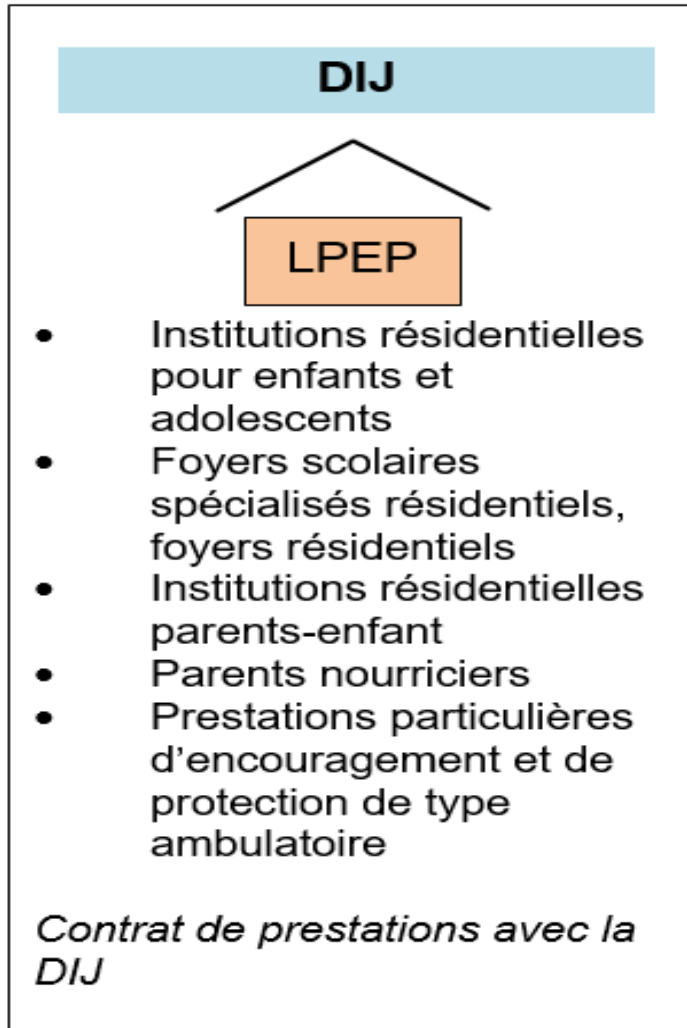 DIJ
LPEP
• Institutions résidentielles
pour enfants et
adolescents
• Foyers scolaires
spécialisés résidentiels,
foyers résidentiels
• Institutions résidentielles
parents-enfant
• Parents nourriciers
• Prestations particulières
d'encouragement et de
protection de type
ambulatoire
Contrat de prestations avec la
DIJ